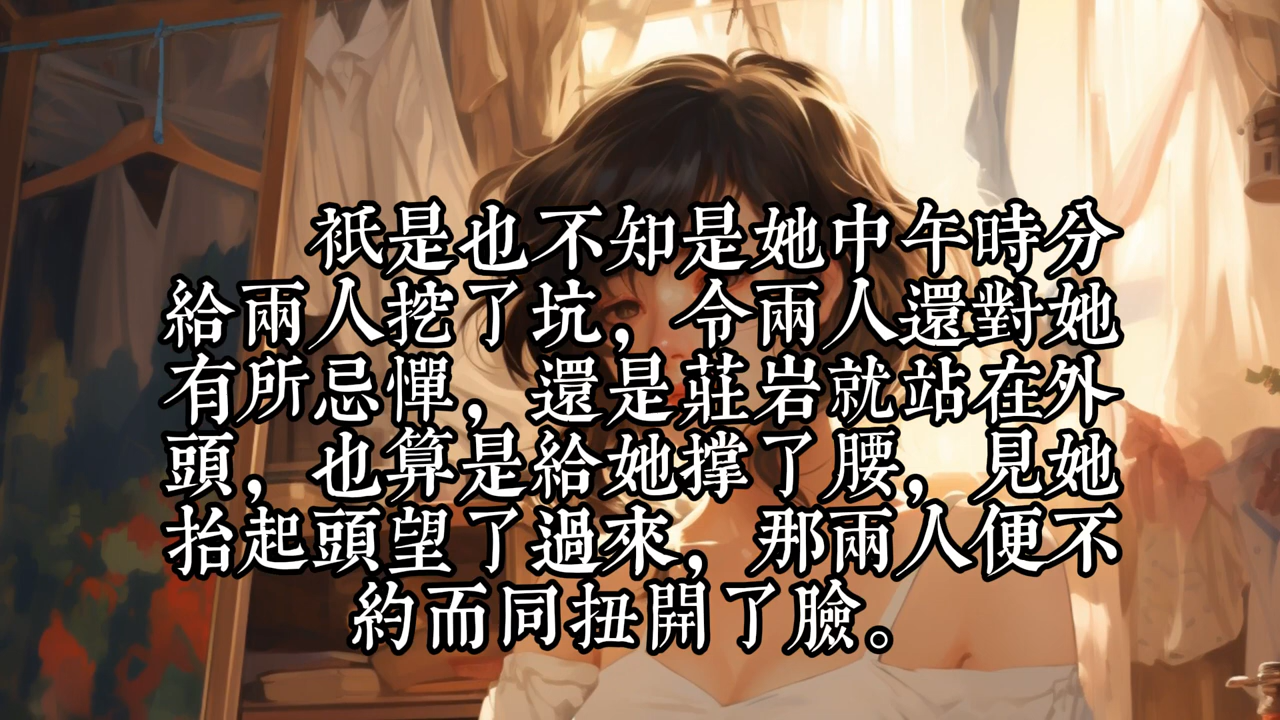 祇是也不知是她中午時分
給兩人挖了坑，令兩人還對她
有所忌憚，還是莊岩就站在外
頭，也算是給她撐了腰，見她
抬起頭望了過來，那兩人便不
約而同扭開了臉。